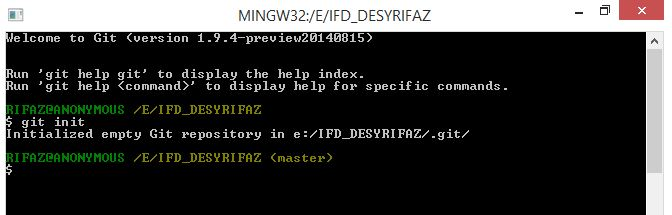 MINGW32:/E/IFD_DESYRIFAZ
Welcome to Git (version 1.9.4-preview20140815)
Run 'git help git' to display the help index.
Run 'git help <command>' to display help for specific commands.
RIFAZ@ANONYMOUS /E/IFD_DESYRIFAZ
$ git init
Initialized empty Git repository in e:/IFD_DESYRIFAZ/.git/
RIFAZ@ANONYMOUS /E/IFD_DESYRIFAZ (master)
$